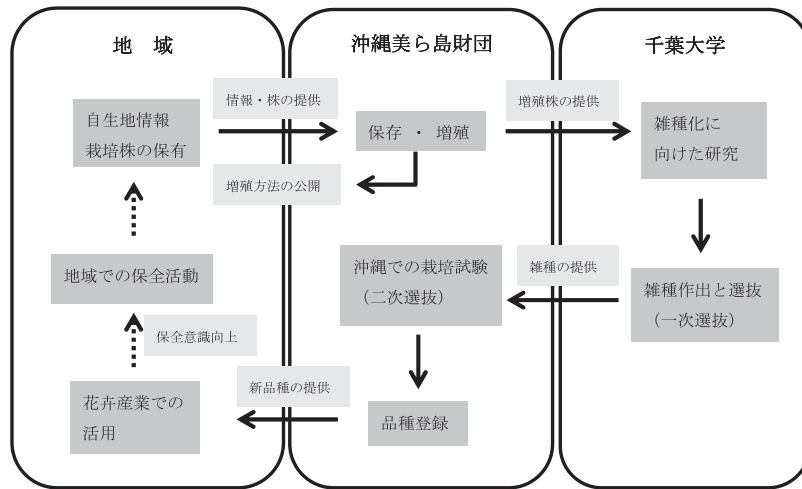 地　域
沖縄美ら島財団
千葉大学
情報・株の提供
増殖株の提供
自生地情報
栽培株の保有
保存 ・ 増殖
雑種化に
向けた研究
増殖方法の公開
地域での保全活動
沖縄での栽培試験
（二次選抜）
雑種の提供
雑種作出と選抜
（一次選抜）
保全意識向上
新品種の提供
花卉産業での
活用
品種登録